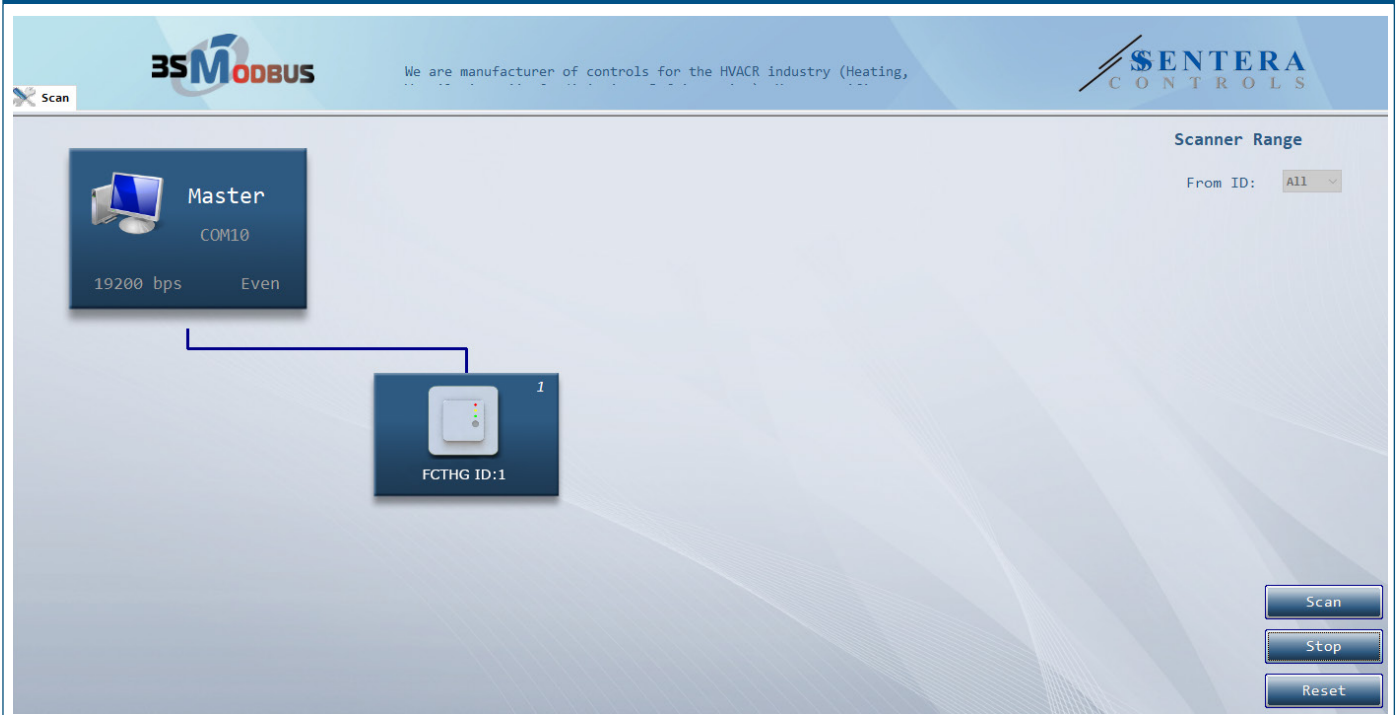 3SMODBUS
We are manufacturer of controls for the HVACR industry (Heating,
SENTERA
CONTROLS
Scan
Scanner Range
From ID: All
Master
COM10
19200 bps Even
1
FCTHG ID:1
Scan
Stop
Reset